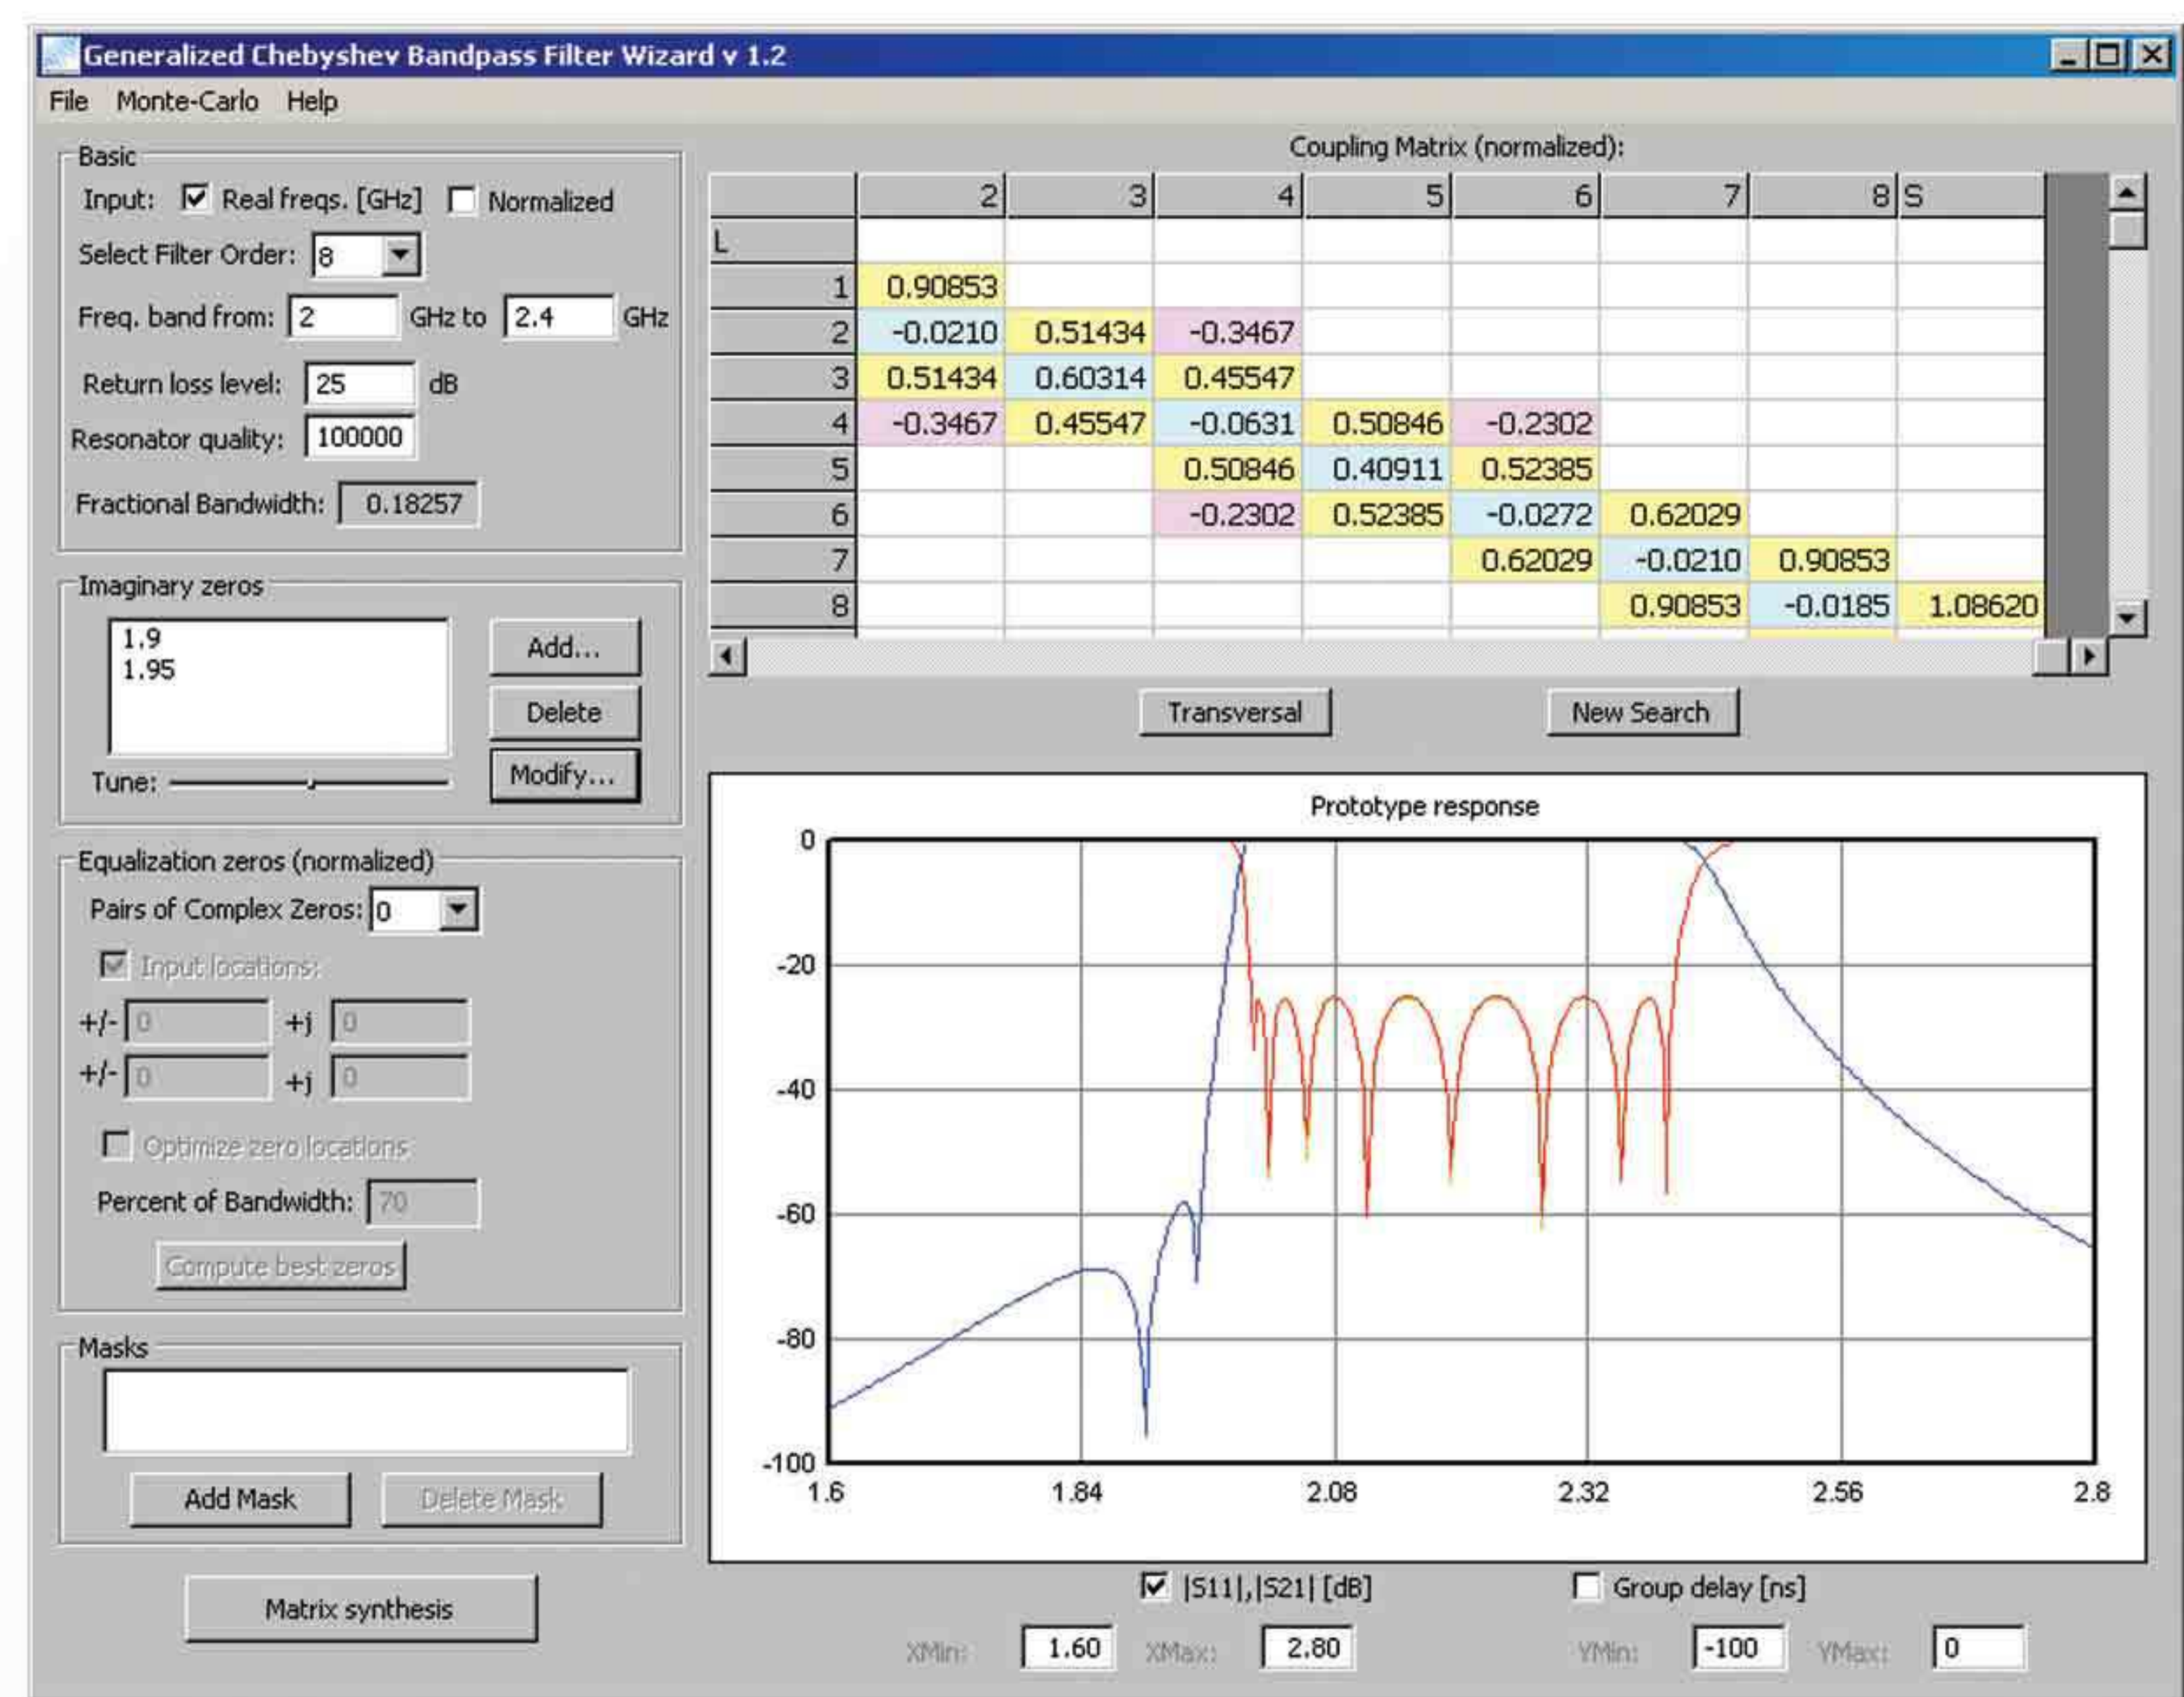 Generalized Chebyshev Bandpass Filter Wizard v 1.2
File Monte-Carlo Help
Basic
Input: Real freqs. [GHz] Normalized
Select Filter Order: 8
Freq. band from: 2 GHz to 2.4 GHz
Return loss level: 25 dB
Resonator quality: 100000
Fractional Bandwidth: 0.18257
Imaginary zeros
1.9
1.95
Add...
Delete
Modify...
Tune:
Equalization zeros (normalized)
Pairs of Complex Zeros: 0
Input locations:
+/- 0 +j 0
+/- 0 +j 0
Optimize zero locations
Percent of Bandwidth: 70
Compute best zeros
Masks
Add Mask Delete Mask
Matrix synthesis
Coupling Matrix (normalized):
2 3 4 5 6 7 8 S
L
1 0.90853
2 -0.0210 0.51434 -0.3467
3 0.51434 0.60314 0.45547
4 -0.3467 0.45547 -0.0631 0.50846 -0.2302
5 0.50846 0.40911 0.52385
6 -0.2302 0.52385 -0.0272 0.62029
7 0.62029 -0.0210 0.90853
8 0.90853 -0.0185 1.08620
Transversal New Search
Prototype response
0
-20
-40
-60
-80
-100
1.6 1.84 2.08 2.32 2.56 2.8
|S11|,|S21| [dB] Group delay [ns]
XMin: 1.60 XMax: 2.80 YMin: -100 YMax: 0